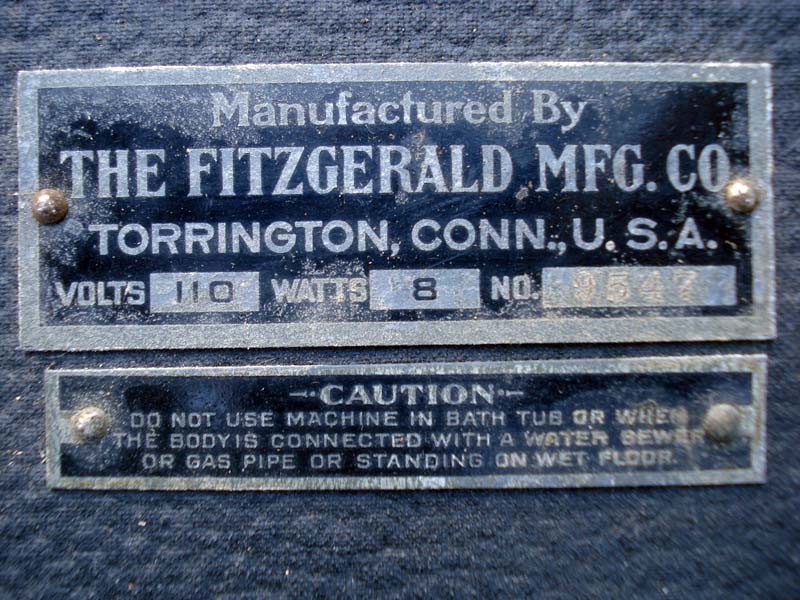 Manufactured By
THE FITZGERALD MFG. CO
TORRINGTON, CONN., U.S.A.
VOLTS 110 WATTS 8 NO. 9547
CAUTION
DO NOT USE MACHINE IN BATH TUB OR WHEN
THE BODY IS CONNECTED WITH A WATER SEWER
OR GAS PIPE OR STANDING ON WET FLOOR.